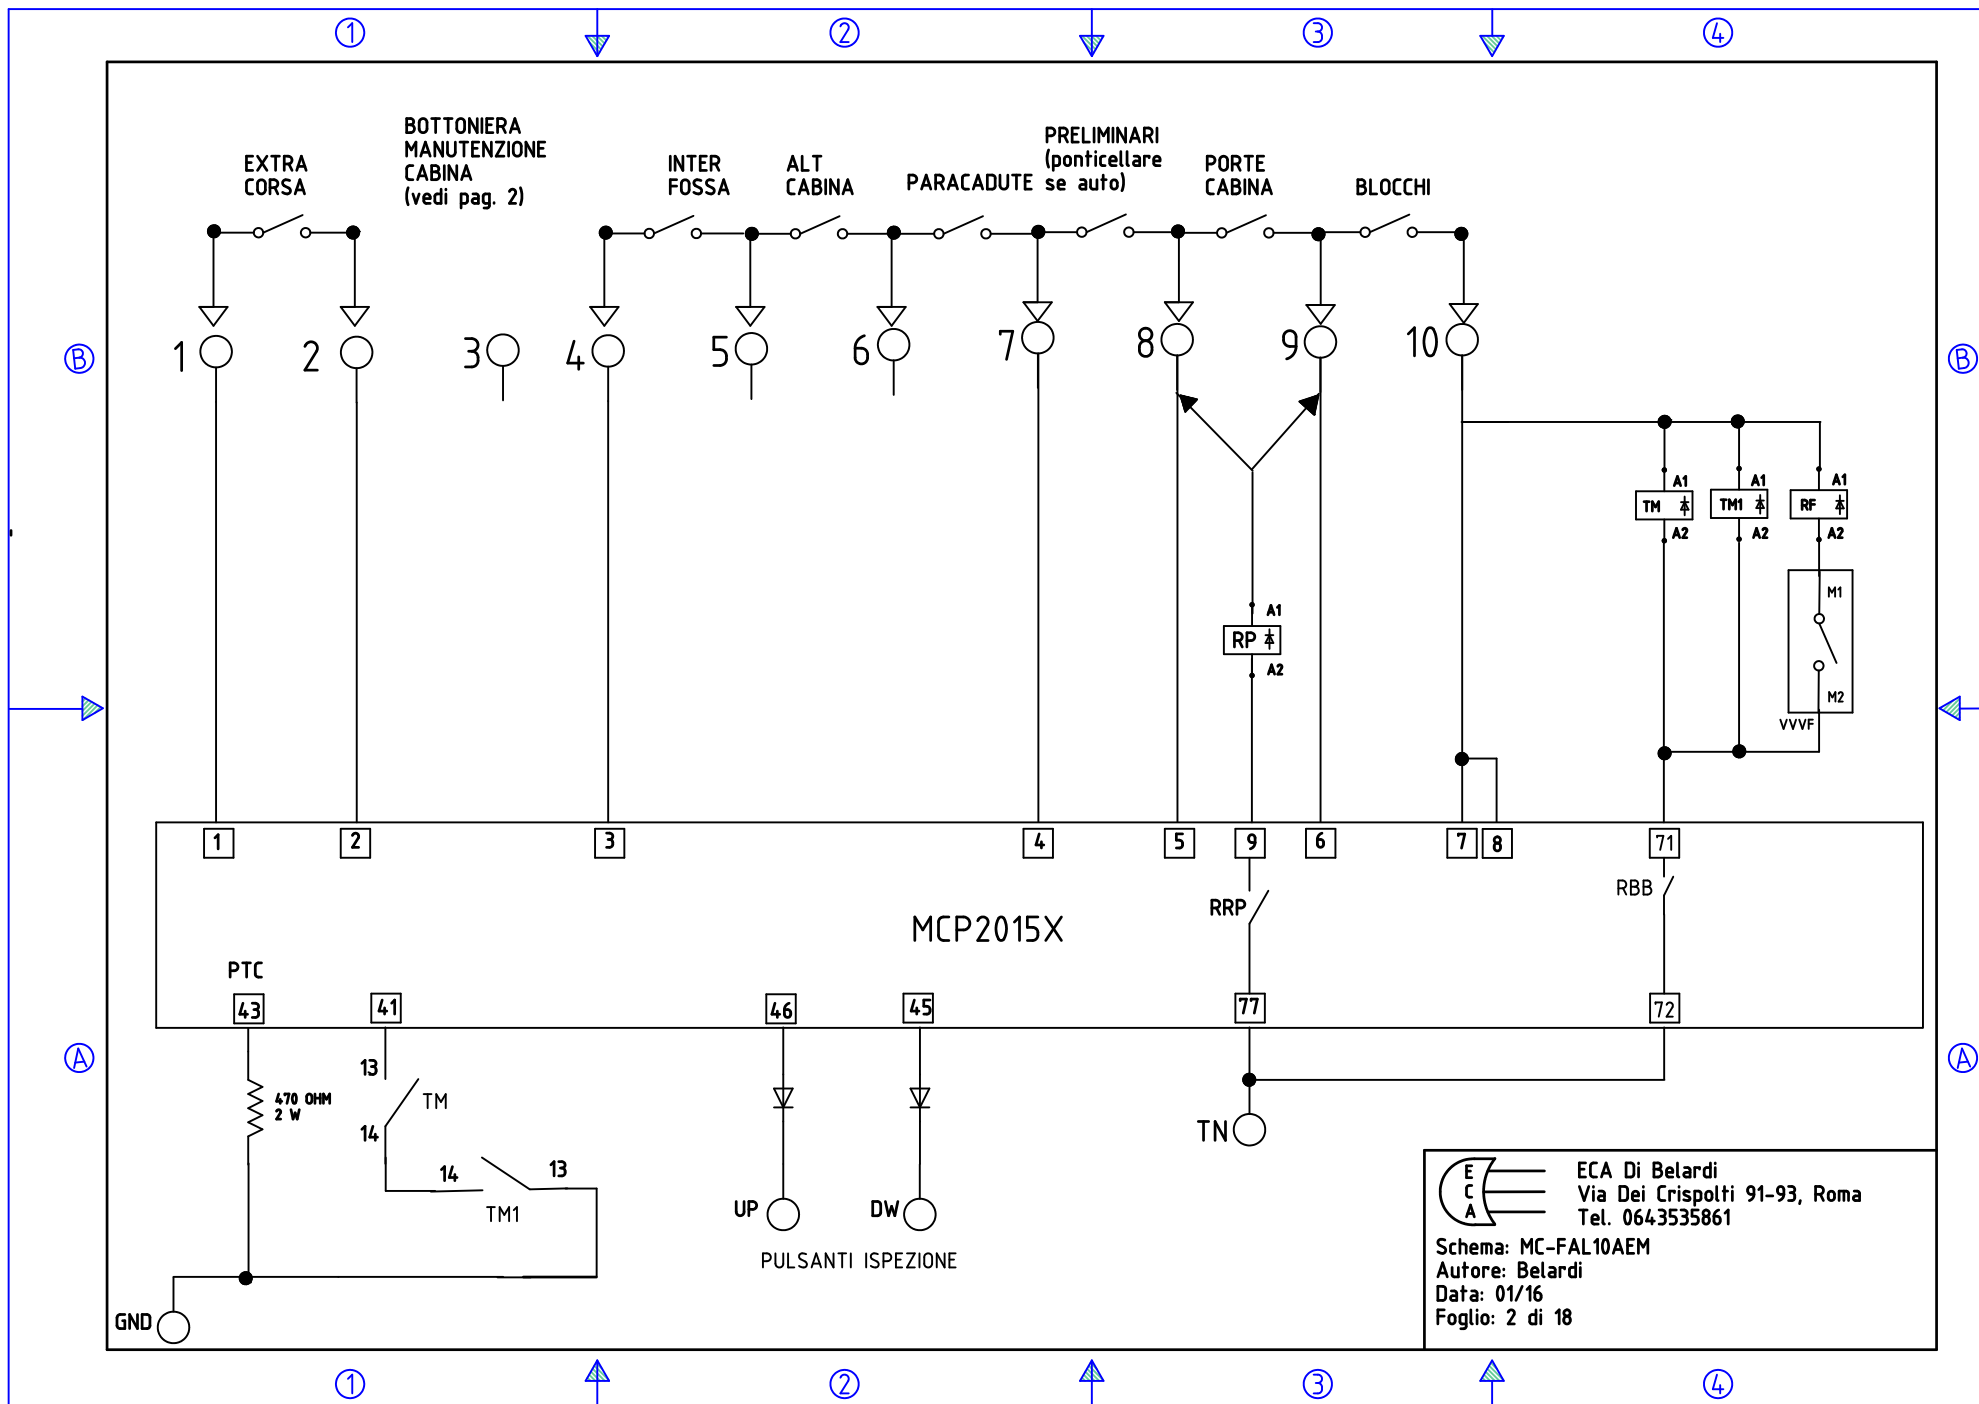 1 2 3 4
EXTRA
CORSA
BOTTONIERA
MANUTENZIONE
CABINA
(vedi pag. 2)
INTER
FOSSA
ALT
CABINA
PARACADUTE
PRELIMINARI
(ponticellare
se auto)
PORTE
CABINA
BLOCCHI
B
1 2 3 4 5 6 7 8 9 10
B
A1 A1 A1
TM TM1 RF
A2 A2 A2
M1
M2
VVVF
A1
RP
A2
1 2 3 4 5 9 6 7 8 71
RRP
RBB
MCP2015X
PTC
43 41 46 45 77 72
A
A
470 OHM
2 W
13
TM
14
14 13
TM1
UP
DW
PULSANTI ISPEZIONE
TN
GND
E
C
A
ECA Di Belardi
Via Dei Crispolti 91-93, Roma
Tel. 0643535861
Schema: MC-FAL10AEM
Autore: Belardi
Data: 01/16
Foglio: 2 di 18
1 2 3 4